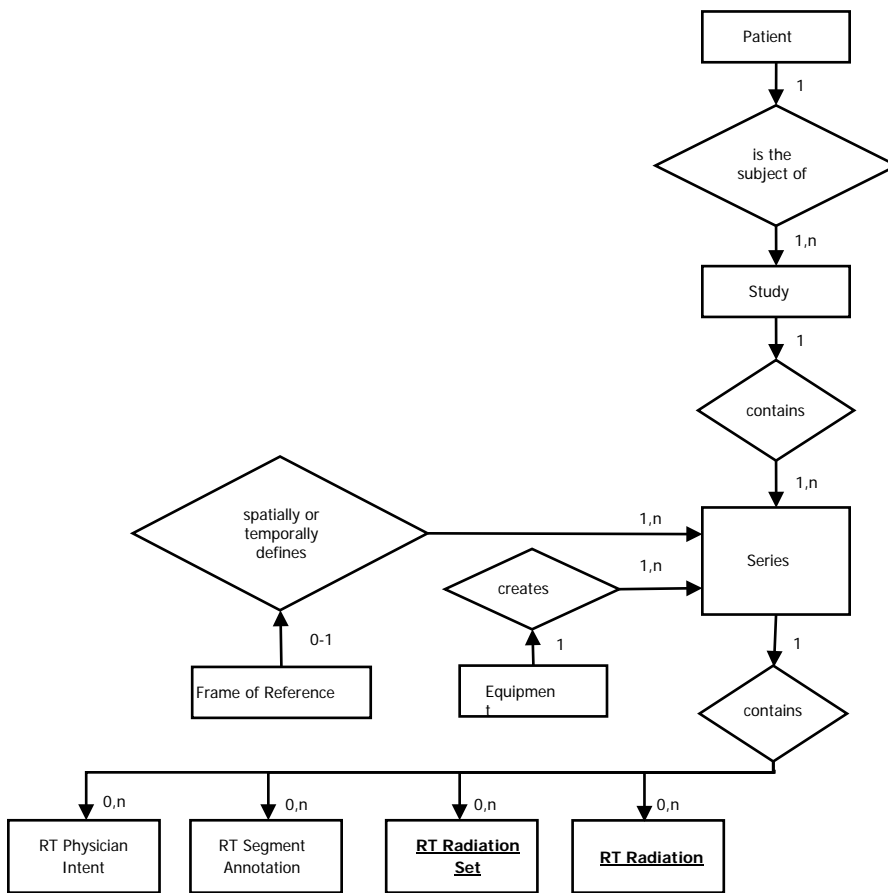 Patient
1
is the
subject of
1,n
Study
1
contains
1,n
spatially or
temporally
defines
1,n
Series
creates
1,n
0-1
1
1
Frame of Reference
Equipmen
t
contains
0,n
0,n
0,n
0,n
RT Physician
Intent
RT Segment
Annotation
RT Radiation
Set
RT Radiation